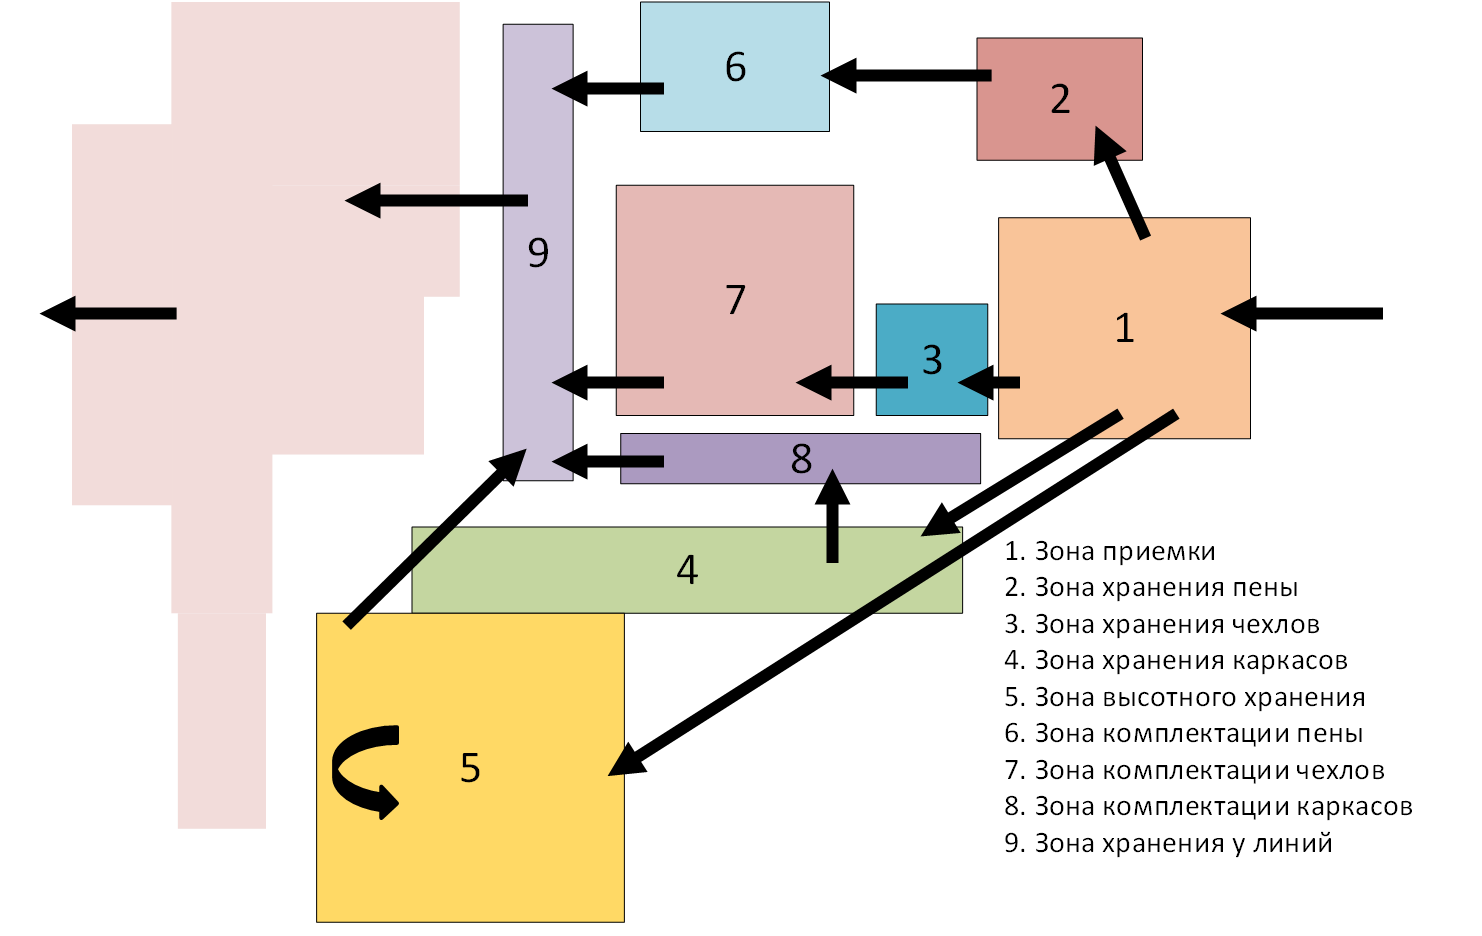 6
2
9
7
1
3
8
4
5
1. Зона приемки
2. Зона хранения пены
3. Зона хранения чехлов
4. Зона хранения каркасов
5. Зона высотного хранения
6. Зона комплектации пены
7. Зона комплектации чехлов
8. Зона комплектации каркасов
9. Зона хранения у линий